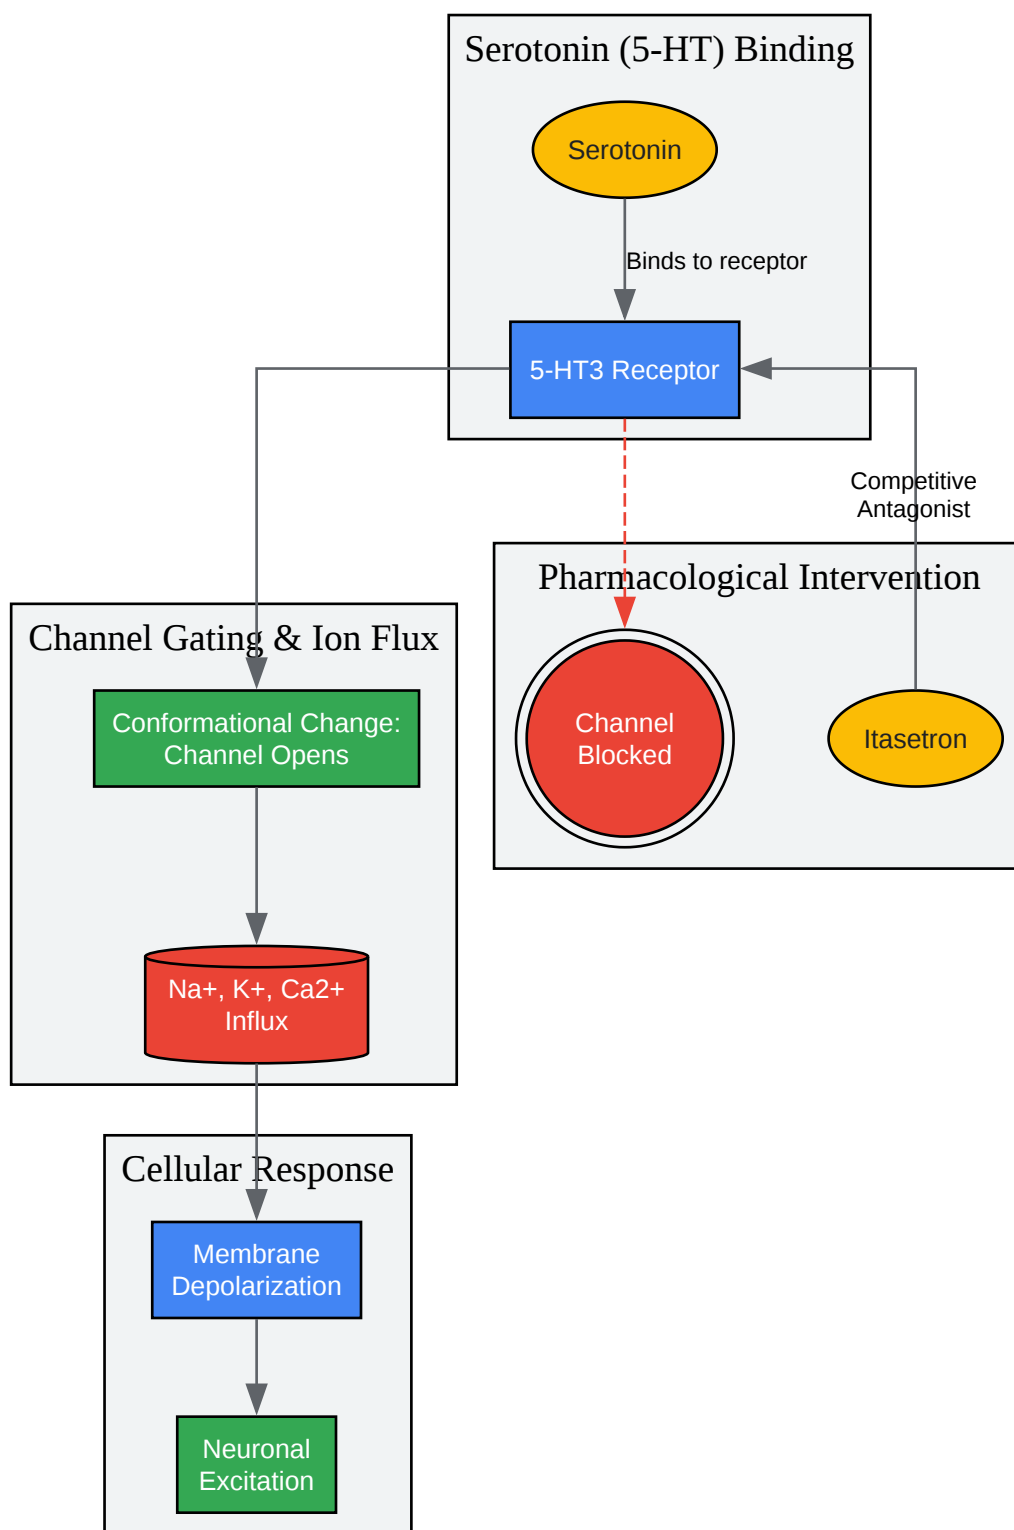 Serotonin (5-HT) Binding
Serotonin
Binds to receptor
5-HT3 Receptor
Competitive
Antagonist
Pharmacological Intervention
Channel
Blocked
Itasetron
Channel Gating & Ion Flux
Conformational Change:
Channel Opens
Na+, K+, Ca2+
Influx
Cellular Response
Membrane
Depolarization
Neuronal
Excitation